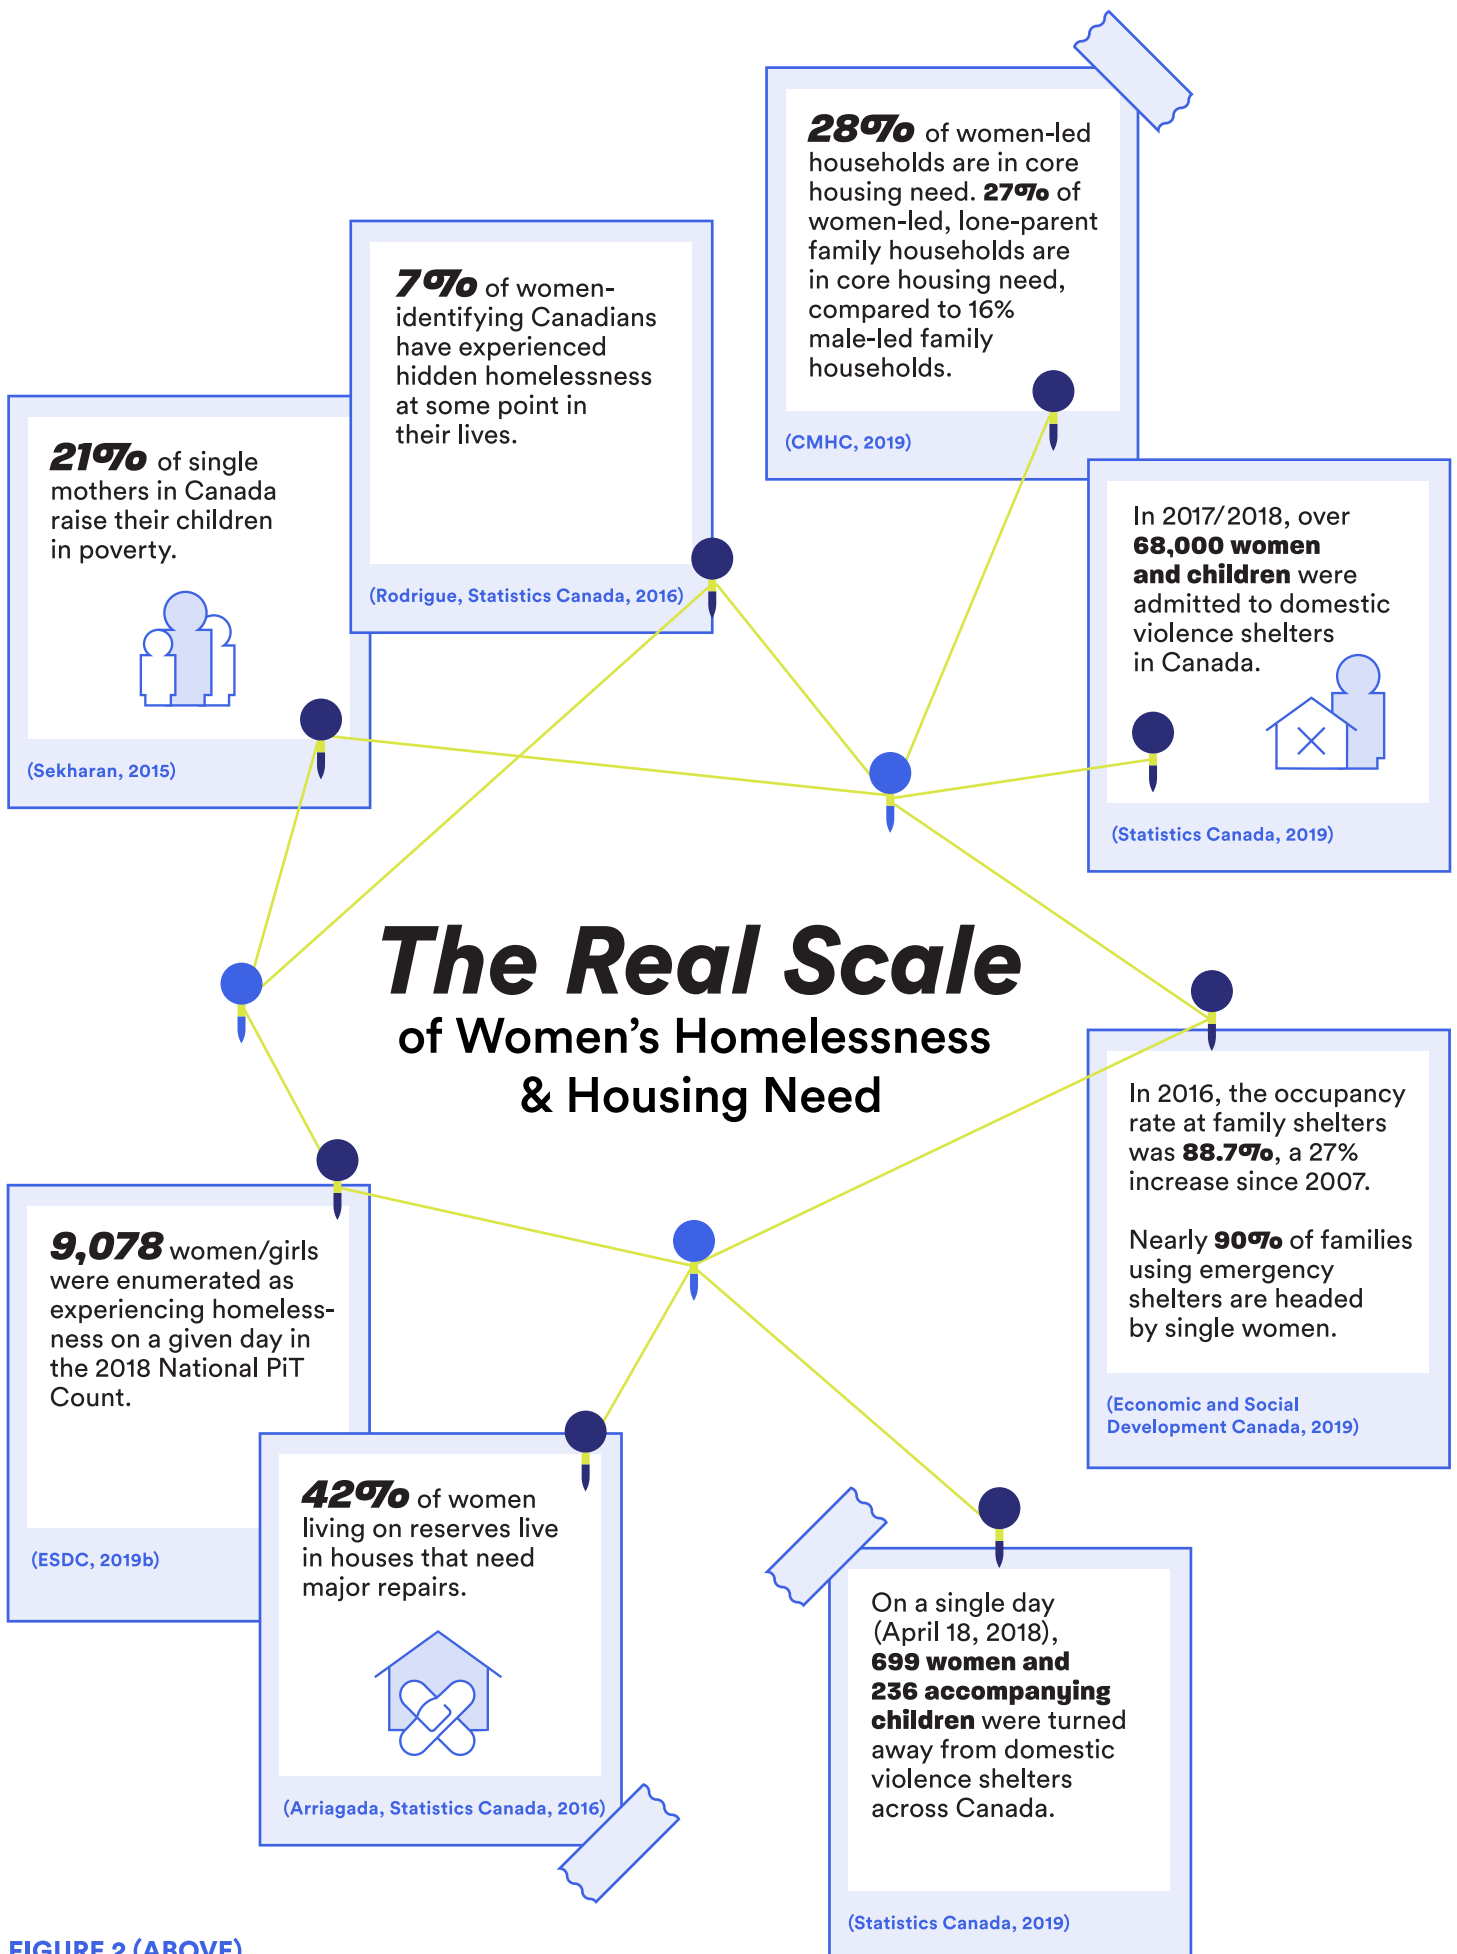 28% of women-led
households are in core
housing need. 27% of
women-led, lone-parent
family households are
in core housing need,
compared to 16%
male-led family
households.
(CMHC, 2019)
7% of women-
identifying Canadians
have experienced
hidden homelessness
at some point in
their lives.
(Rodrigue, Statistics Canada, 2016)
21% of single
mothers in Canada
raise their children
in poverty.
(Sekharan, 2015)
In 2017/2018, over
68,000 women
and children were
admitted to domestic
violence shelters
in Canada.
(Statistics Canada, 2019)
The Real Scale
of Women's Homelessness
& Housing Need
In 2016, the occupancy
rate at family shelters
was 88.7%, a 27%
increase since 2007.
Nearly 90% of families
using emergency
shelters are headed
by single women.
(Economic and Social
Development Canada, 2019)
9,078 women/girls
were enumerated as
experiencing homeless-
ness on a given day in
the 2018 National PiT
Count.
(ESDC, 2019b)
42% of women
living on reserves live
in houses that need
major repairs.
(Arriagada, Statistics Canada, 2016)
On a single day
(April 18, 2018),
699 women and
236 accompanying
children were turned
away from domestic
violence shelters
across Canada.
(Statistics Canada, 2019)
FIGURE 2 (ABOVE)